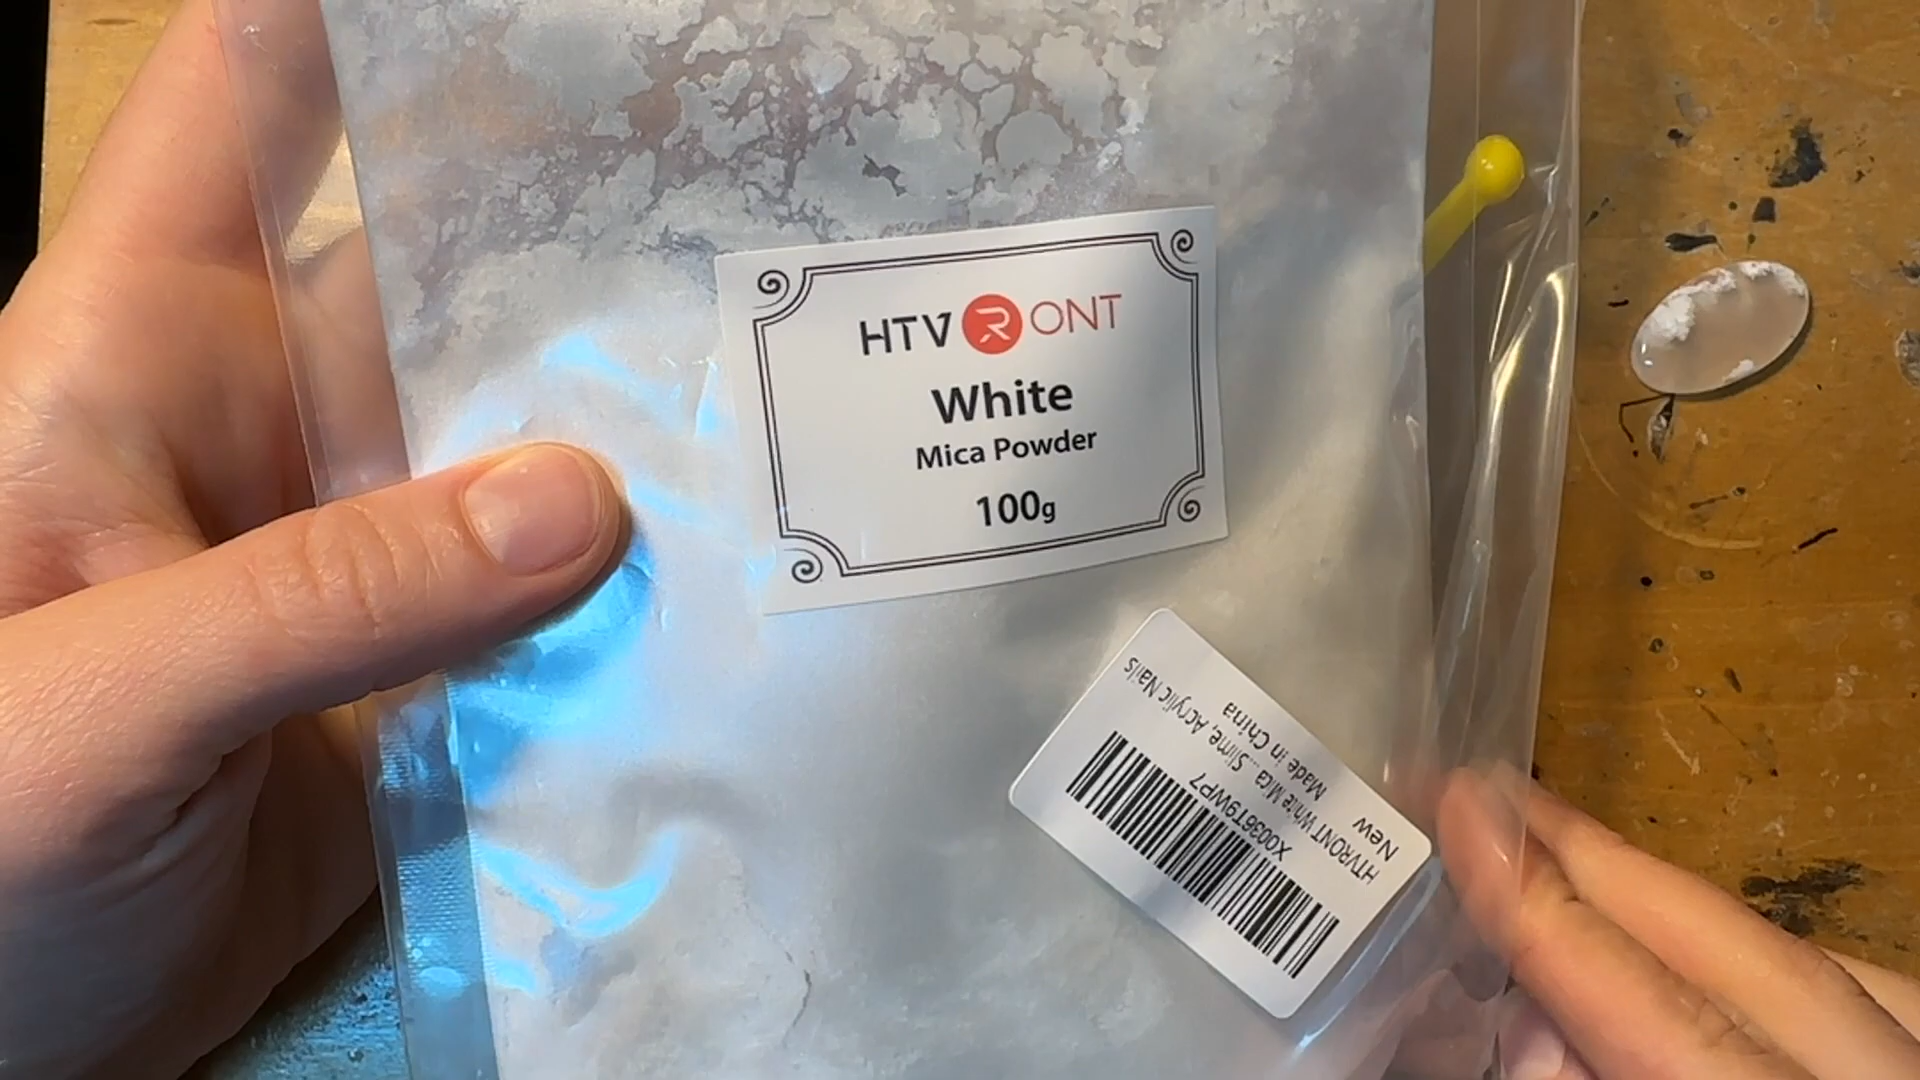 HTVRONT
White
Mica Powder
100g
X0036T9WP7
HTVRONT White Mica ... Slime, Acrylic Nails
Made in China
New